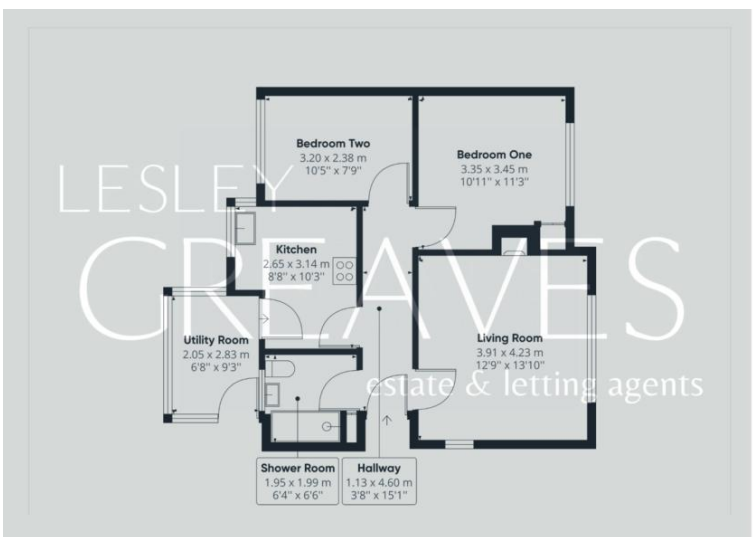 LESLEY
GREAVES
estate & letting agents
Bedroom Two
3.20 x 2.38 m
10'5" x 7'9"
Bedroom One
3.35 x 3.45 m
10'11" x 11'3"
Kitchen
2.65 x 3.14 m
8'8" x 10'3"
Utility Room
2.05 x 2.83 m
6'8" x 9'3"
Living Room
3.91 x 4.23 m
12'9" x 13'10"
Shower Room
1.95 x 1.99 m
6'4" x 6'6"
Hallway
1.13 x 4.60 m
3'8" x 15'1"